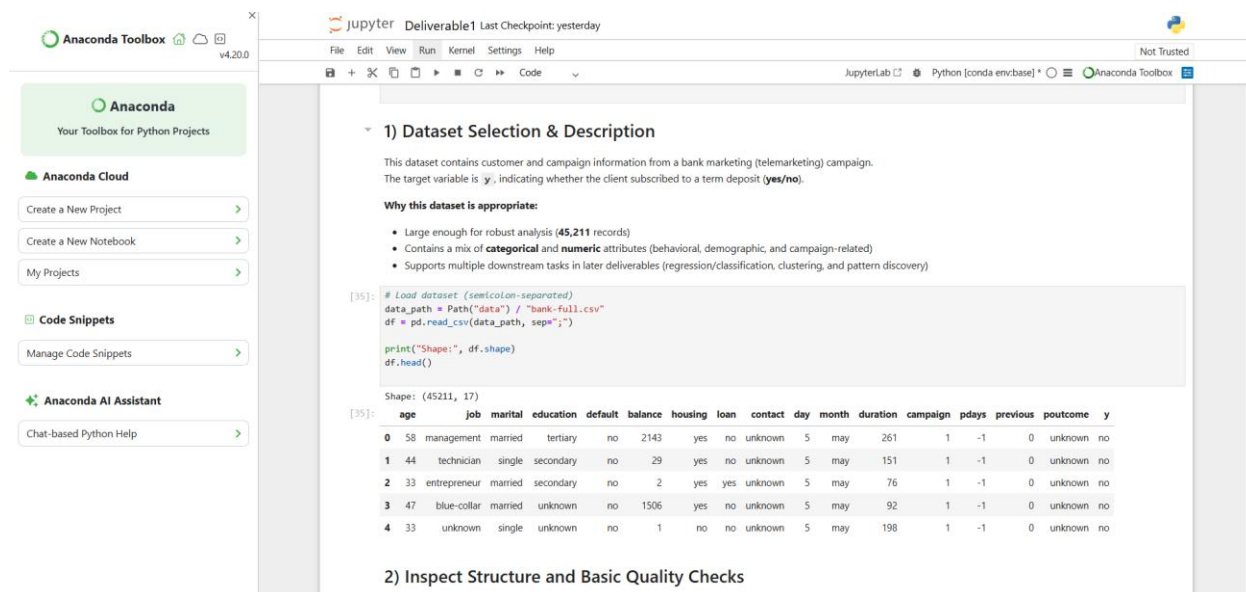 ×
Anaconda Toolbox
v4.20.0
Anaconda
Your Toolbox for Python Projects
Anaconda Cloud
Create a New Project
Create a New Notebook
My Projects
Code Snippets
Manage Code Snippets
Anaconda AI Assistant
Chat-based Python Help
jupyter Deliverable1 Last Checkpoint: yesterday
File Edit View Run Kernel Settings Help Not Trusted
Code JupyterLab Python [conda env:base] * Anaconda Toolbox
1) Dataset Selection & Description
This dataset contains customer and campaign information from a bank marketing (telemarketing) campaign.
The target variable is y, indicating whether the client subscribed to a term deposit (yes/no).
Why this dataset is appropriate:
• Large enough for robust analysis (45,211 records)
• Contains a mix of categorical and numeric attributes (behavioral, demographic, and campaign-related)
• Supports multiple downstream tasks in later deliverables (regression/classification, clustering, and pattern discovery)
[35]: # Load dataset (semicolon-separated)
data_path = Path("data") / "bank-full.csv"
df = pd.read_csv(data_path, sep=";")
print("Shape:", df.shape)
df.head()
Shape: (45211, 17)
[35]: age job marital education default balance housing loan contact day month duration campaign pdays previous poutcome y
0 58 management married tertiary no 2143 yes no unknown 5 may 261 1 -1 0 unknown no
1 44 technician single secondary no 29 yes no unknown 5 may 151 1 -1 0 unknown no
2 33 entrepreneur married secondary no 2 yes yes unknown 5 may 76 1 -1 0 unknown no
3 47 blue-collar married unknown no 1506 yes no unknown 5 may 92 1 -1 0 unknown no
4 33 unknown single unknown no 1 no no unknown 5 may 198 1 -1 0 unknown no
2) Inspect Structure and Basic Quality Checks